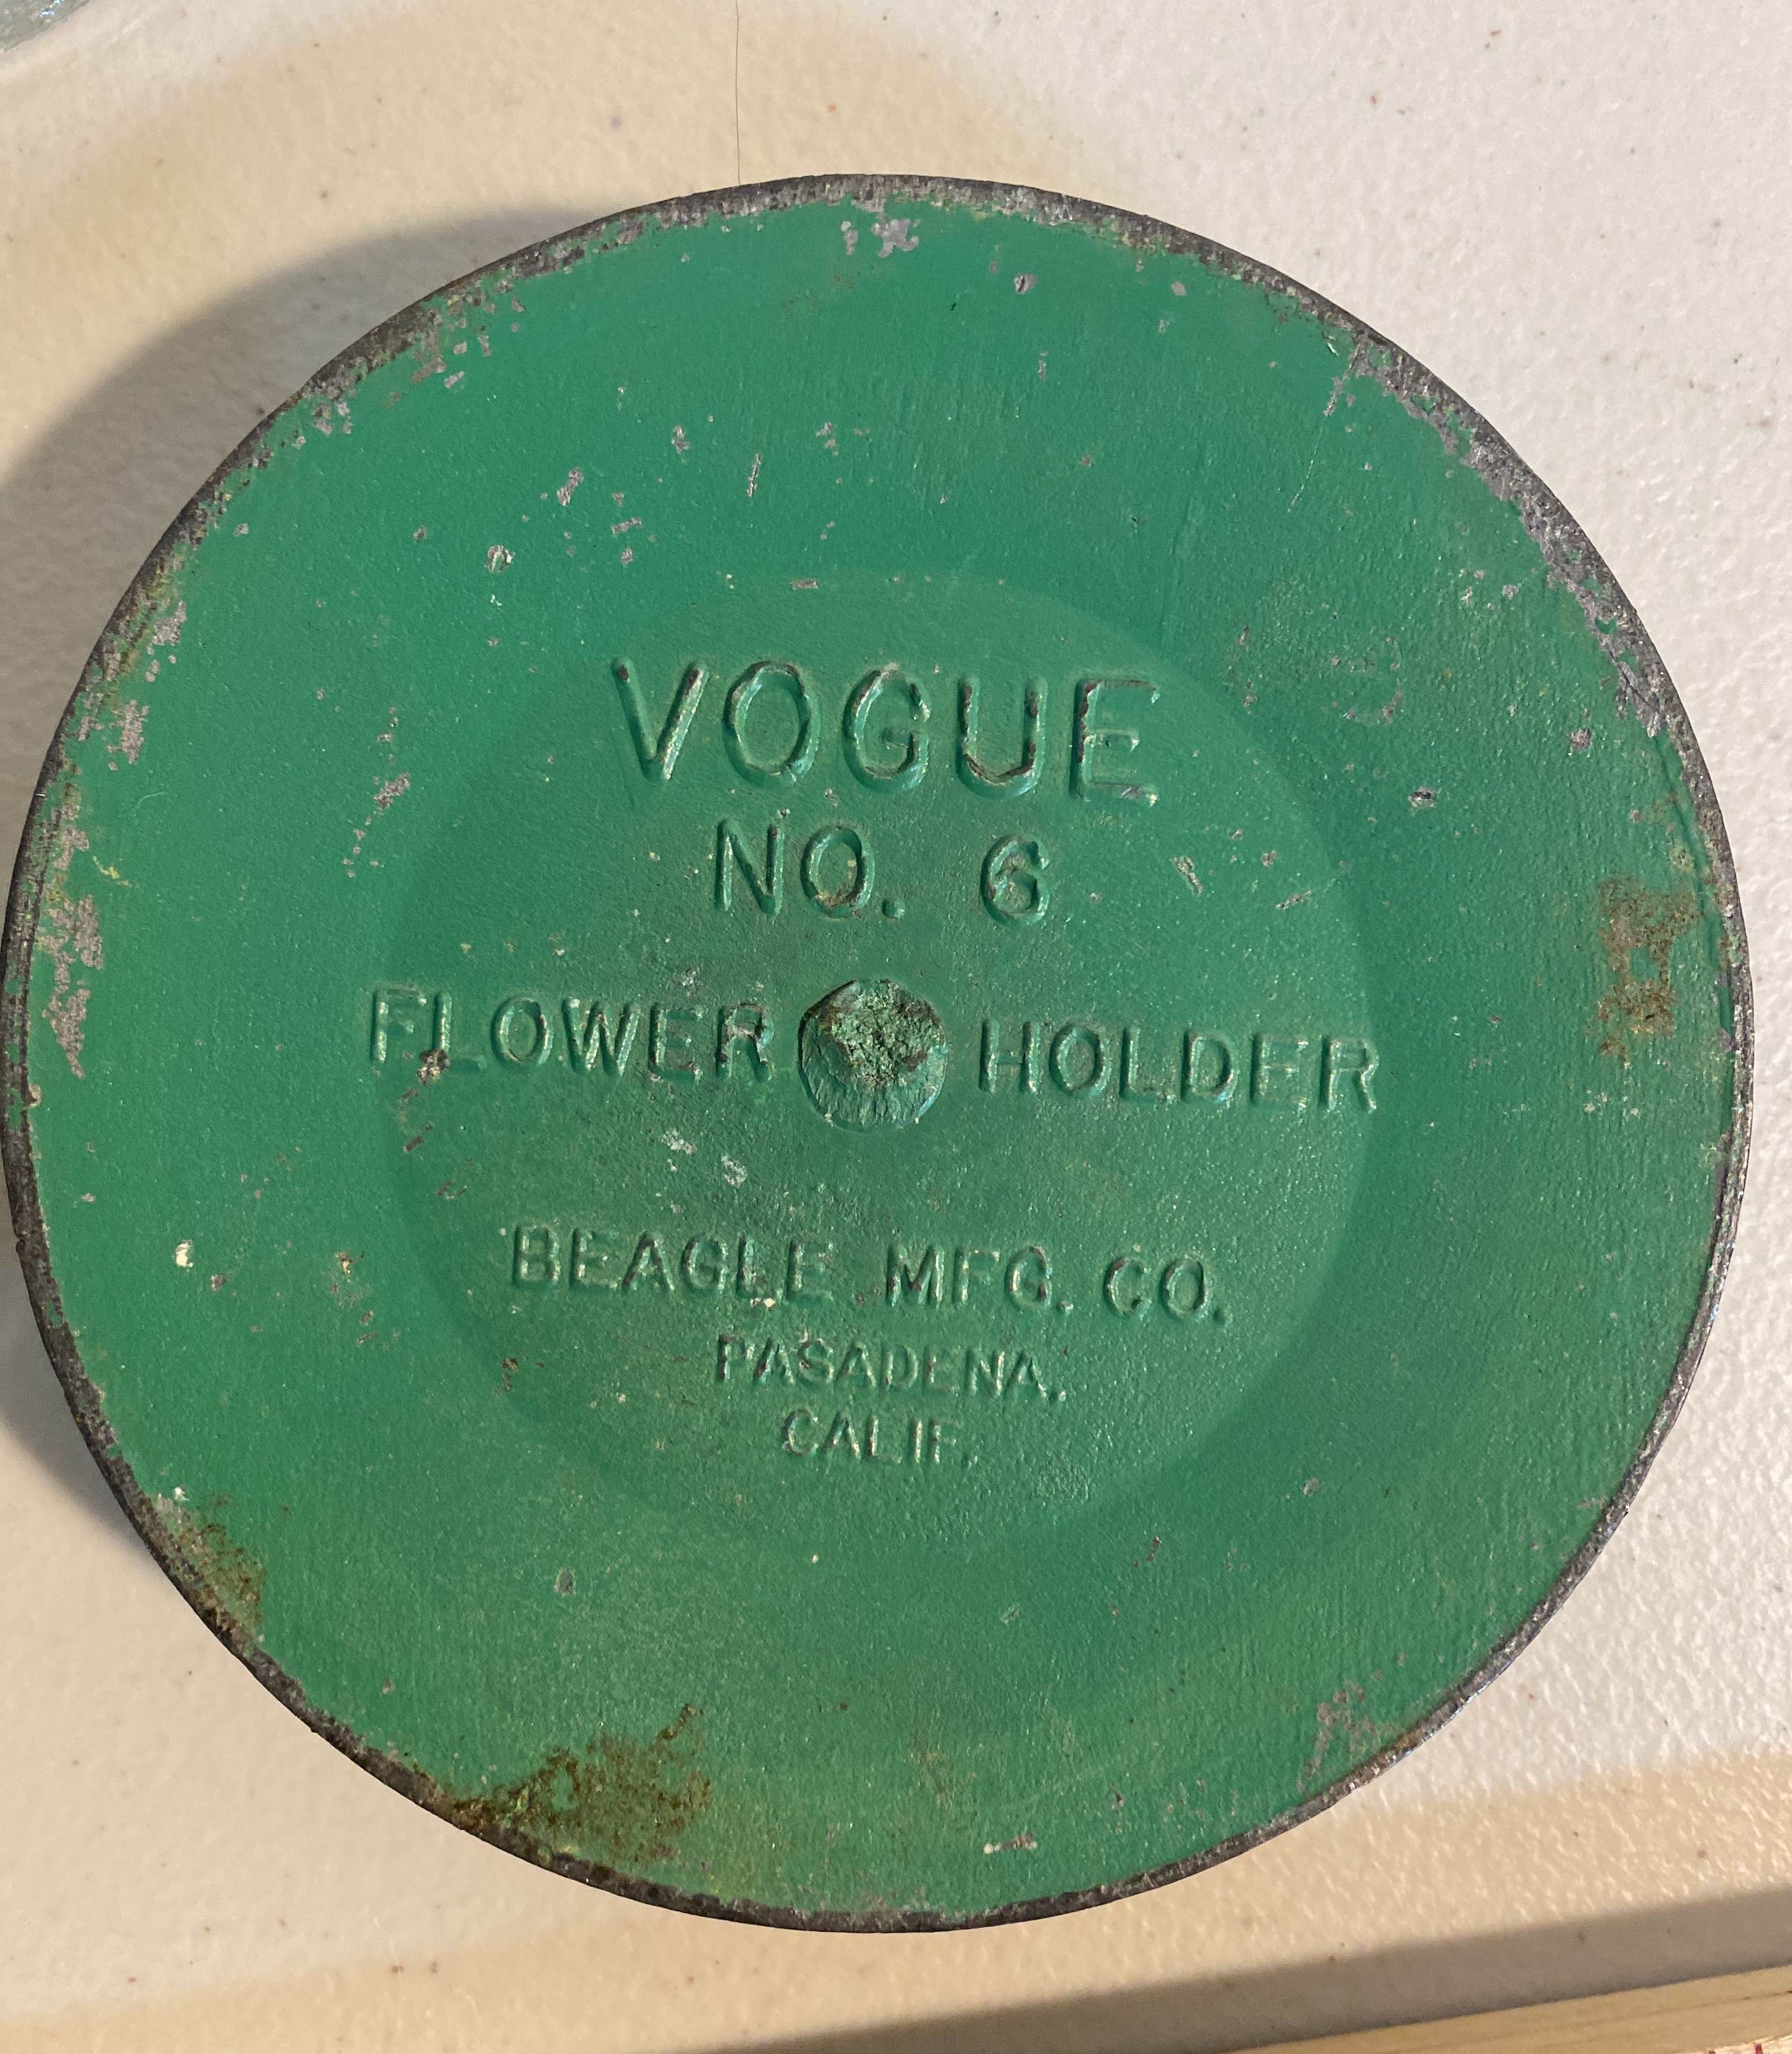 VOGUE
NO. 6
FLOWER HOLDER
BEAGLE MFG. CO.
PASADENA,
CALIF.